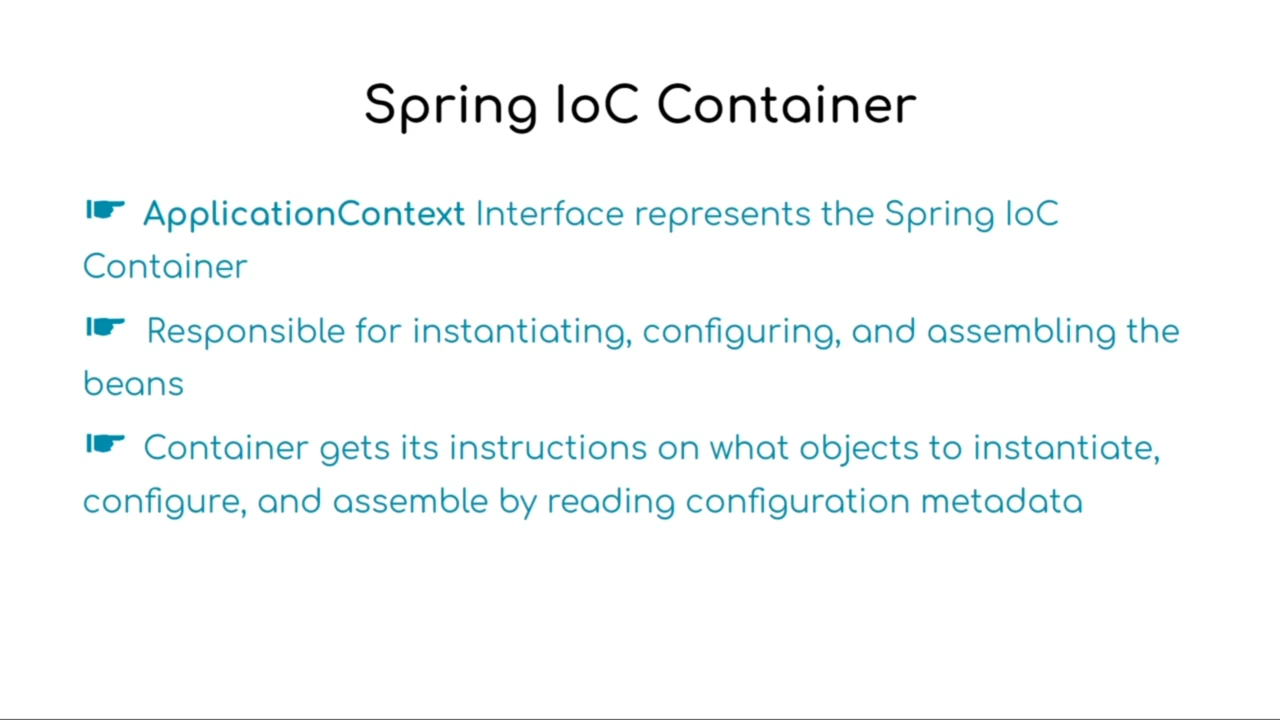 Spring IoC Container
☛ ApplicationContext Interface represents the Spring IoC
Container
☛ Responsible for instantiating, configuring, and assembling the
beans
☛ Container gets its instructions on what objects to instantiate,
configure, and assemble by reading configuration metadata